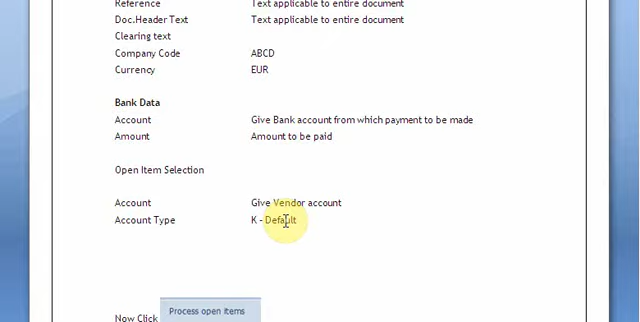 Reference Text applicable to entire document
Doc.Header Text Text applicable to entire document
Clearing text
Company Code ABCD
Currency EUR
Bank Data
Account Give Bank account from which payment to be made
Amount Amount to be paid
Open Item Selection
Account Give Vendor account
Account Type K - Default
Now Click Process open items